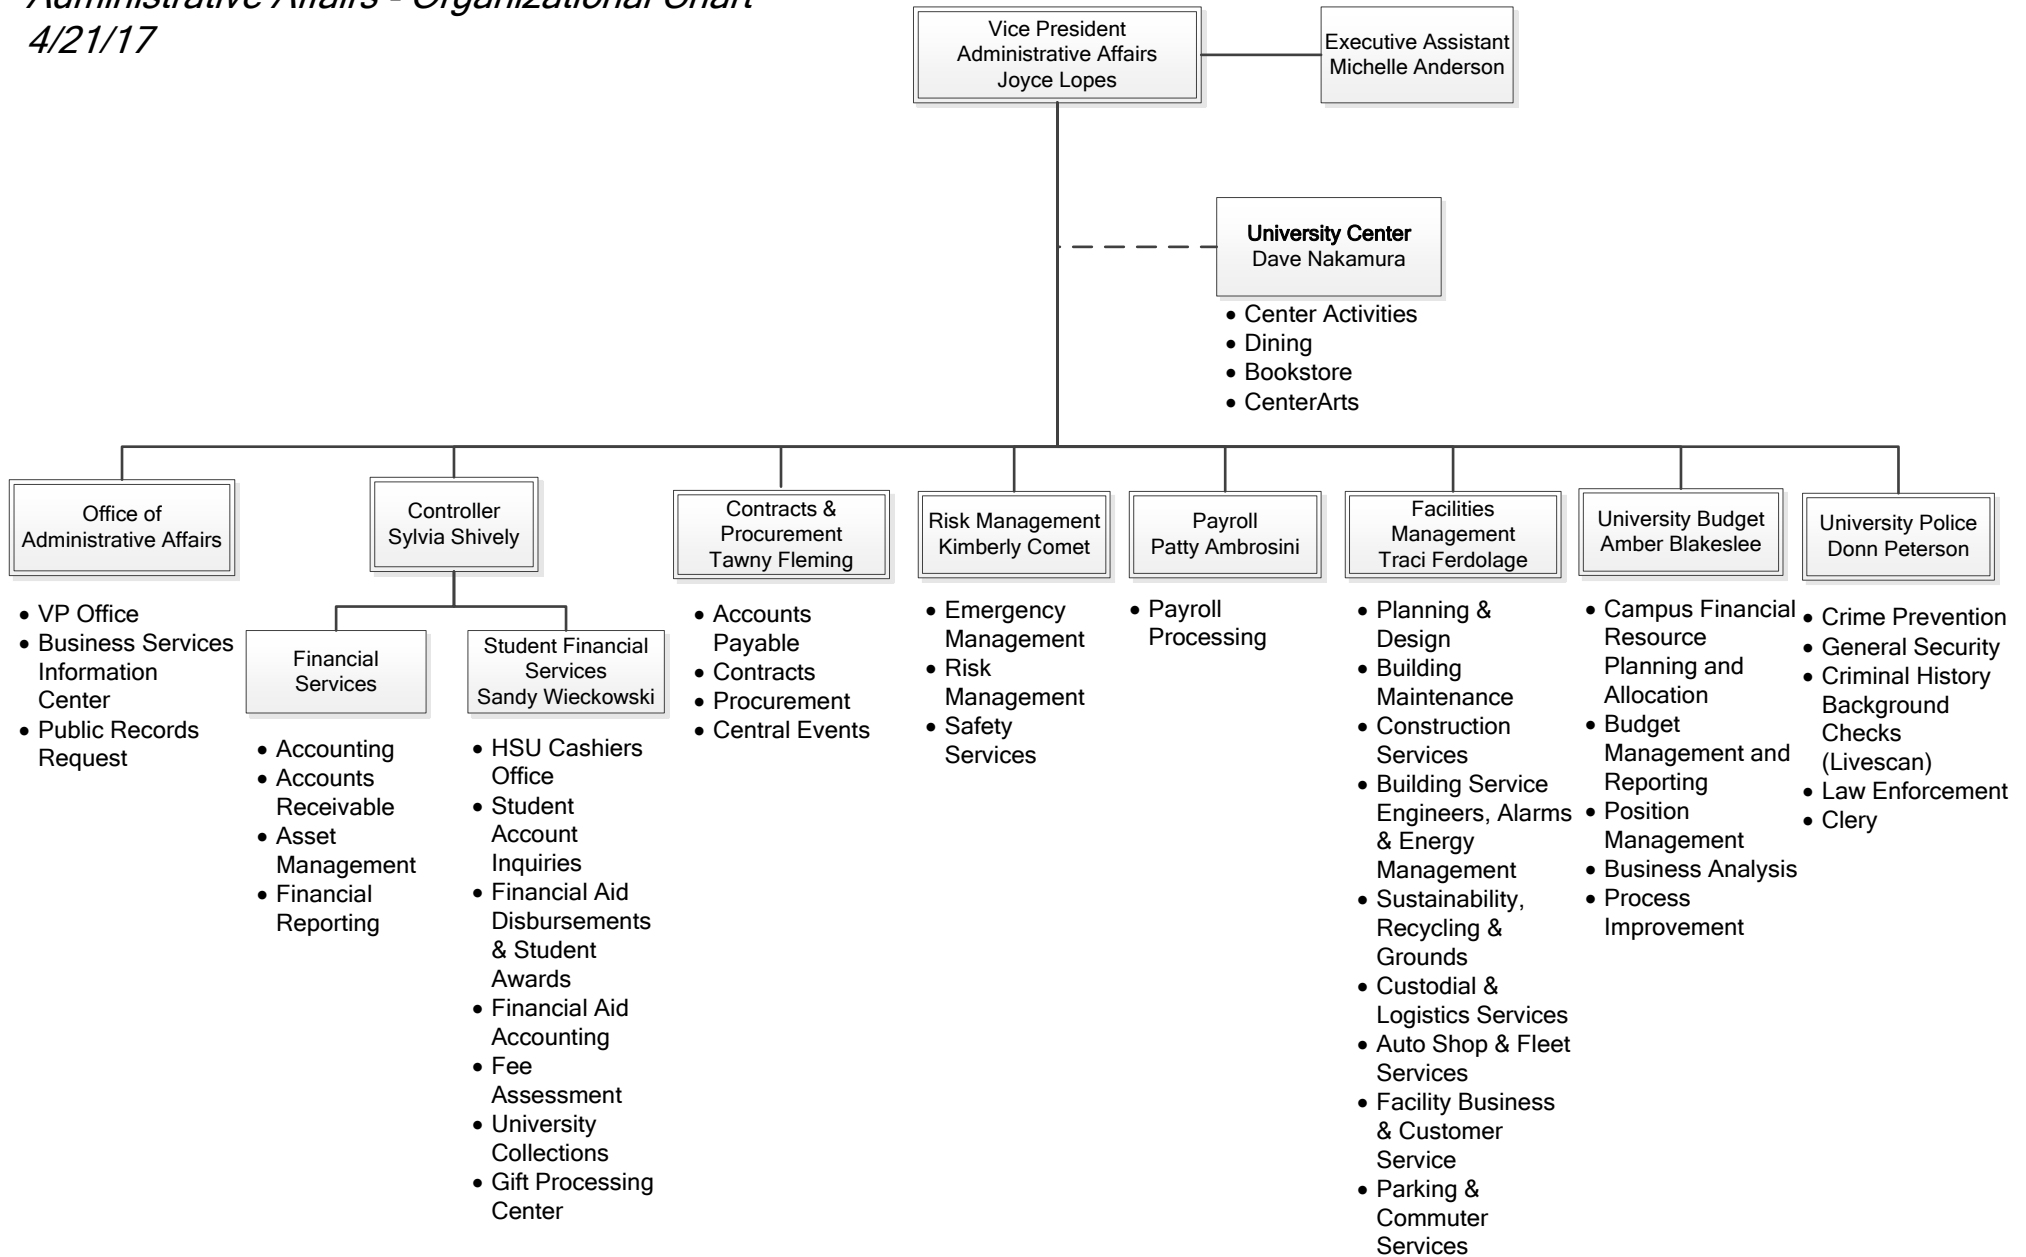 Administrative Affairs - Organizational Chart
4/21/17
Vice President
Administrative Affairs
Joyce Lopes
Executive Assistant
Michelle Anderson
University Center
Dave Nakamura
• Center Activities
• Dining
• Bookstore
• CenterArts
Office of
Administrative Affairs
• VP Office
• Business Services
Information
Center
• Public Records
Request
Controller
Sylvia Shively
Financial
Services
• Accounting
• Accounts
Receivable
• Asset
Management
• Financial
Reporting
Student Financial
Services
Sandy Wieckowski
• HSU Cashiers
Office
• Student
Account
Inquiries
• Financial Aid
Disbursements
& Student
Awards
• Financial Aid
Accounting
• Fee
Assessment
• University
Collections
• Gift Processing
Center
Contracts &
Procurement
Tawny Fleming
• Accounts
Payable
• Contracts
• Procurement
• Central Events
Risk Management
Kimberly Comet
• Emergency
Management
• Risk
Management
• Safety
Services
Payroll
Patty Ambrosini
• Payroll
Processing
Facilities
Management
Traci Ferdolage
• Planning &
Design
• Building
Maintenance
• Construction
Services
• Building Service
Engineers, Alarms
& Energy
Management
• Sustainability,
Recycling &
Grounds
• Custodial &
Logistics Services
• Auto Shop & Fleet
Services
• Facility Business
& Customer
Service
• Parking &
Commuter
Services
University Budget
Amber Blakeslee
• Campus Financial
Resource
Planning and
Allocation
• Budget
Management and
Reporting
• Position
Management
• Business Analysis
• Process
Improvement
University Police
Donn Peterson
• Crime Prevention
• General Security
• Criminal History
Background
Checks
(Livescan)
• Law Enforcement
• Clery